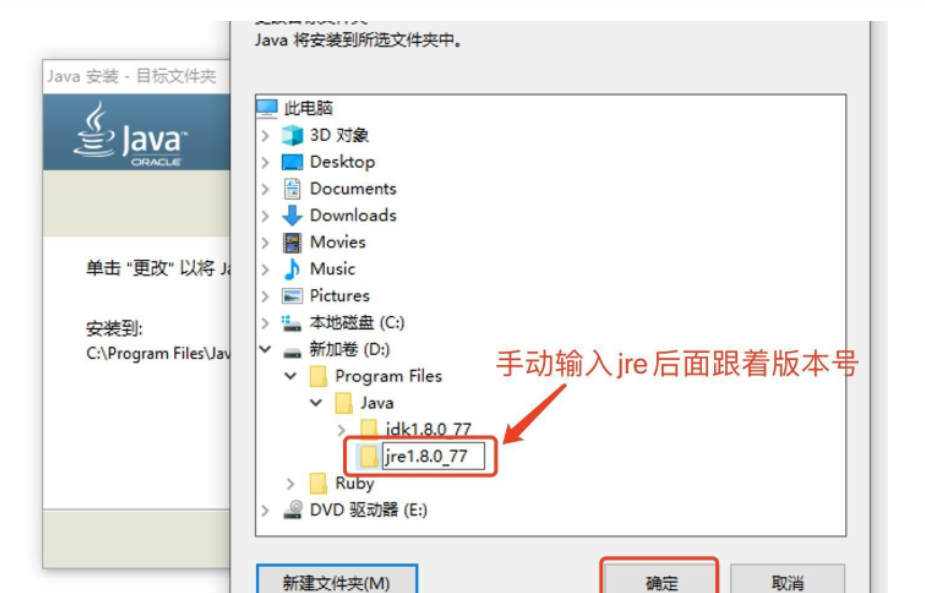 Java 将安装到所选文件夹中。
Java 安装 - 目标文件夹
Java™
ORACLE
单击 "更改" 以将
安装到:
C:\Program Files\Jav
此电脑
3D 对象
Desktop
Documents
Downloads
Movies
Music
Pictures
本地磁盘 (C:)
新加卷 (D:)
Program Files
Java
jdk1.8.0_77
jre1.8.0_77
Ruby
DVD 驱动器 (E:)
手动输入jre后面跟着版本号
新建文件夹(M)
确定
取消